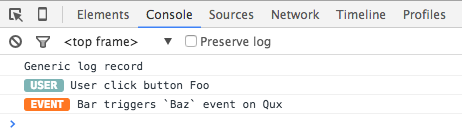 Elements Console Sources Network Timeline Profiles
<top frame> Preserve log
Generic log record
USER User click button Foo
EVENT Bar triggers `Baz` event on Qux
>